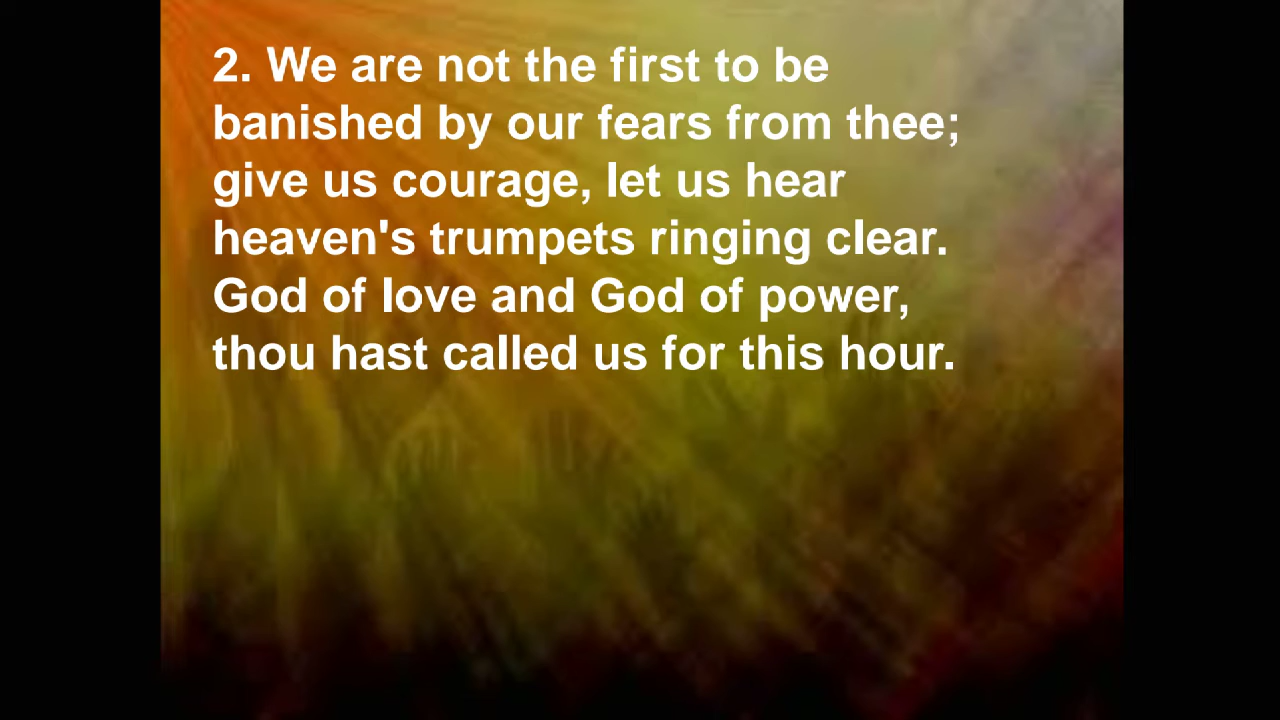 2. We are not the first to be
banished by our fears from thee;
give us courage, let us hear
heaven's trumpets ringing clear.
God of love and God of power,
thou hast called us for this hour.